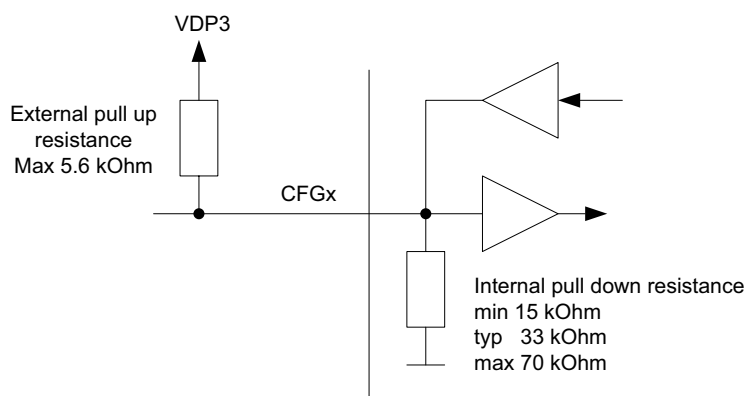 VDP3
External pull up
resistance
Max 5.6 kOhm
CFGx
Internal pull down resistance
min 15 kOhm
typ 33 kOhm
max 70 kOhm